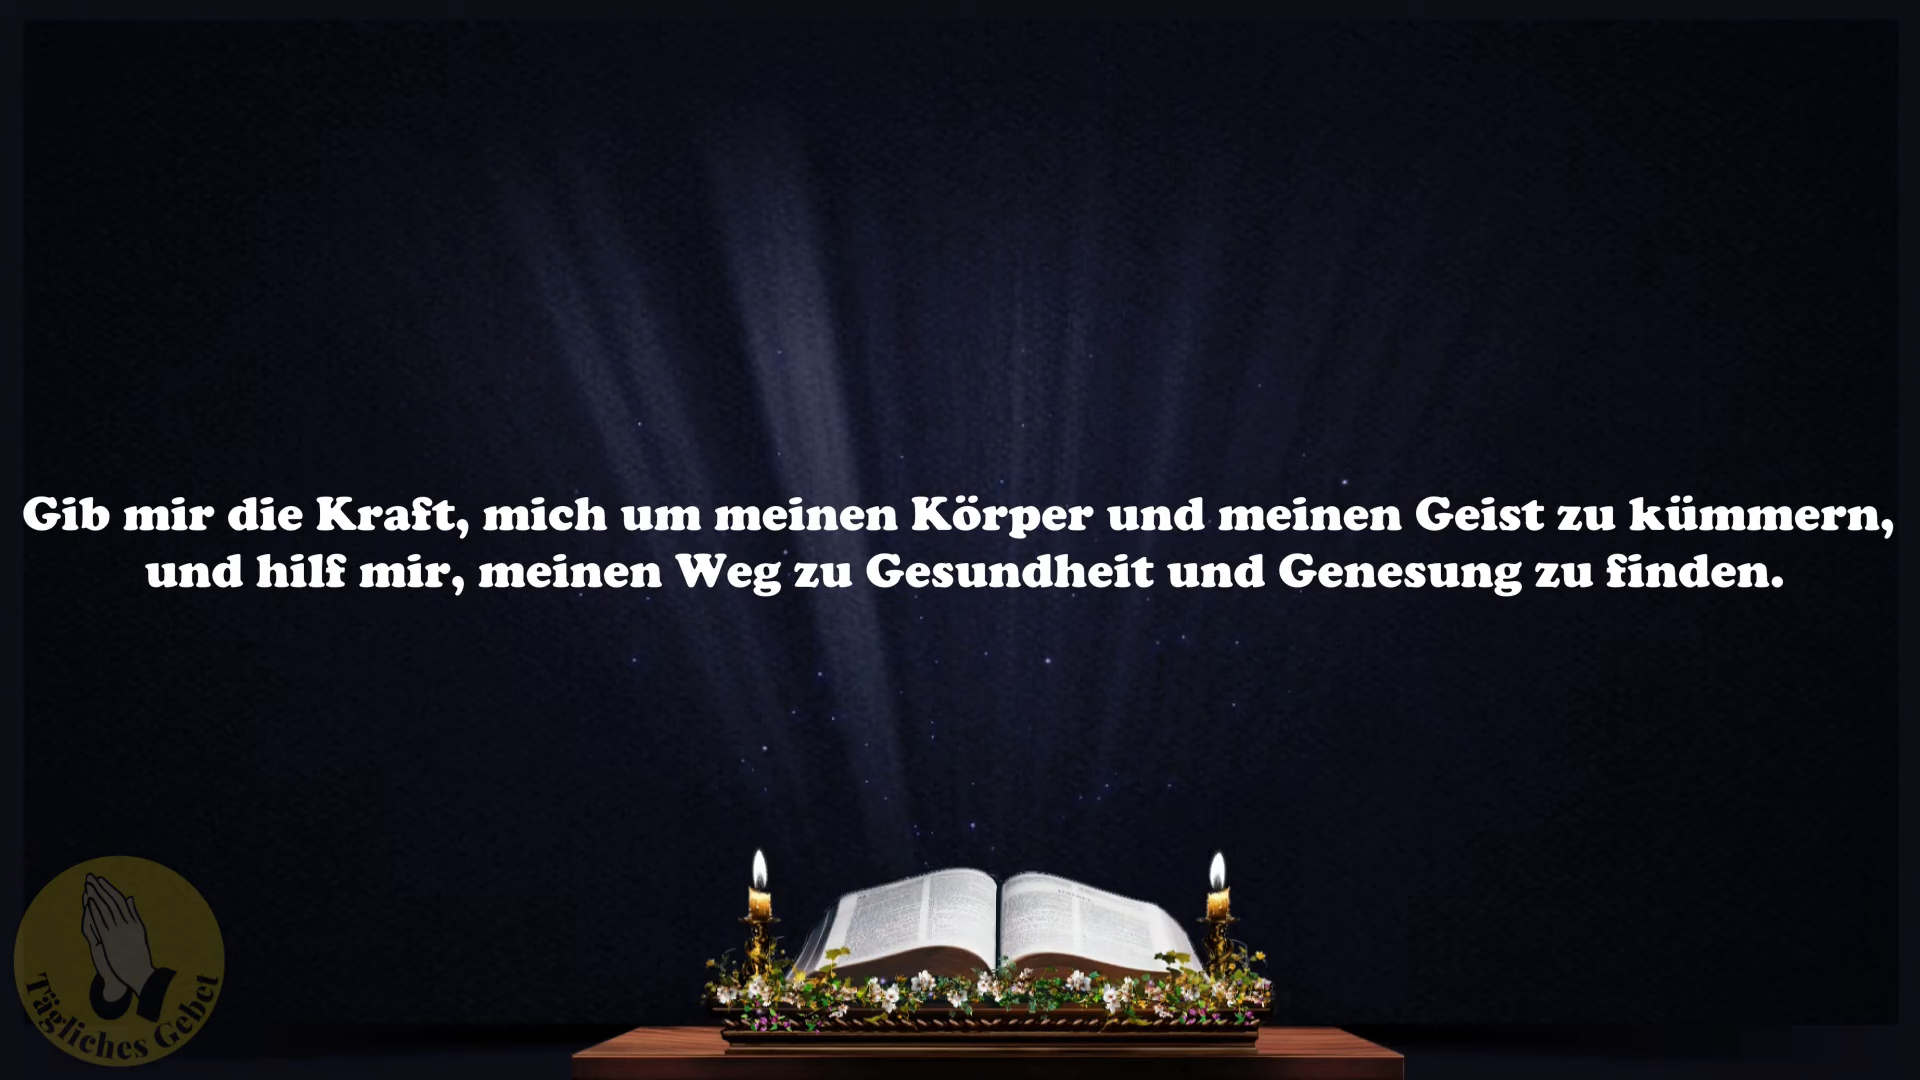 Gib mir die Kraft, mich um meinen Körper und meinen Geist zu kümmern,
und hilf mir, meinen Weg zu Gesundheit und Genesung zu finden.
Tägliches Gebet